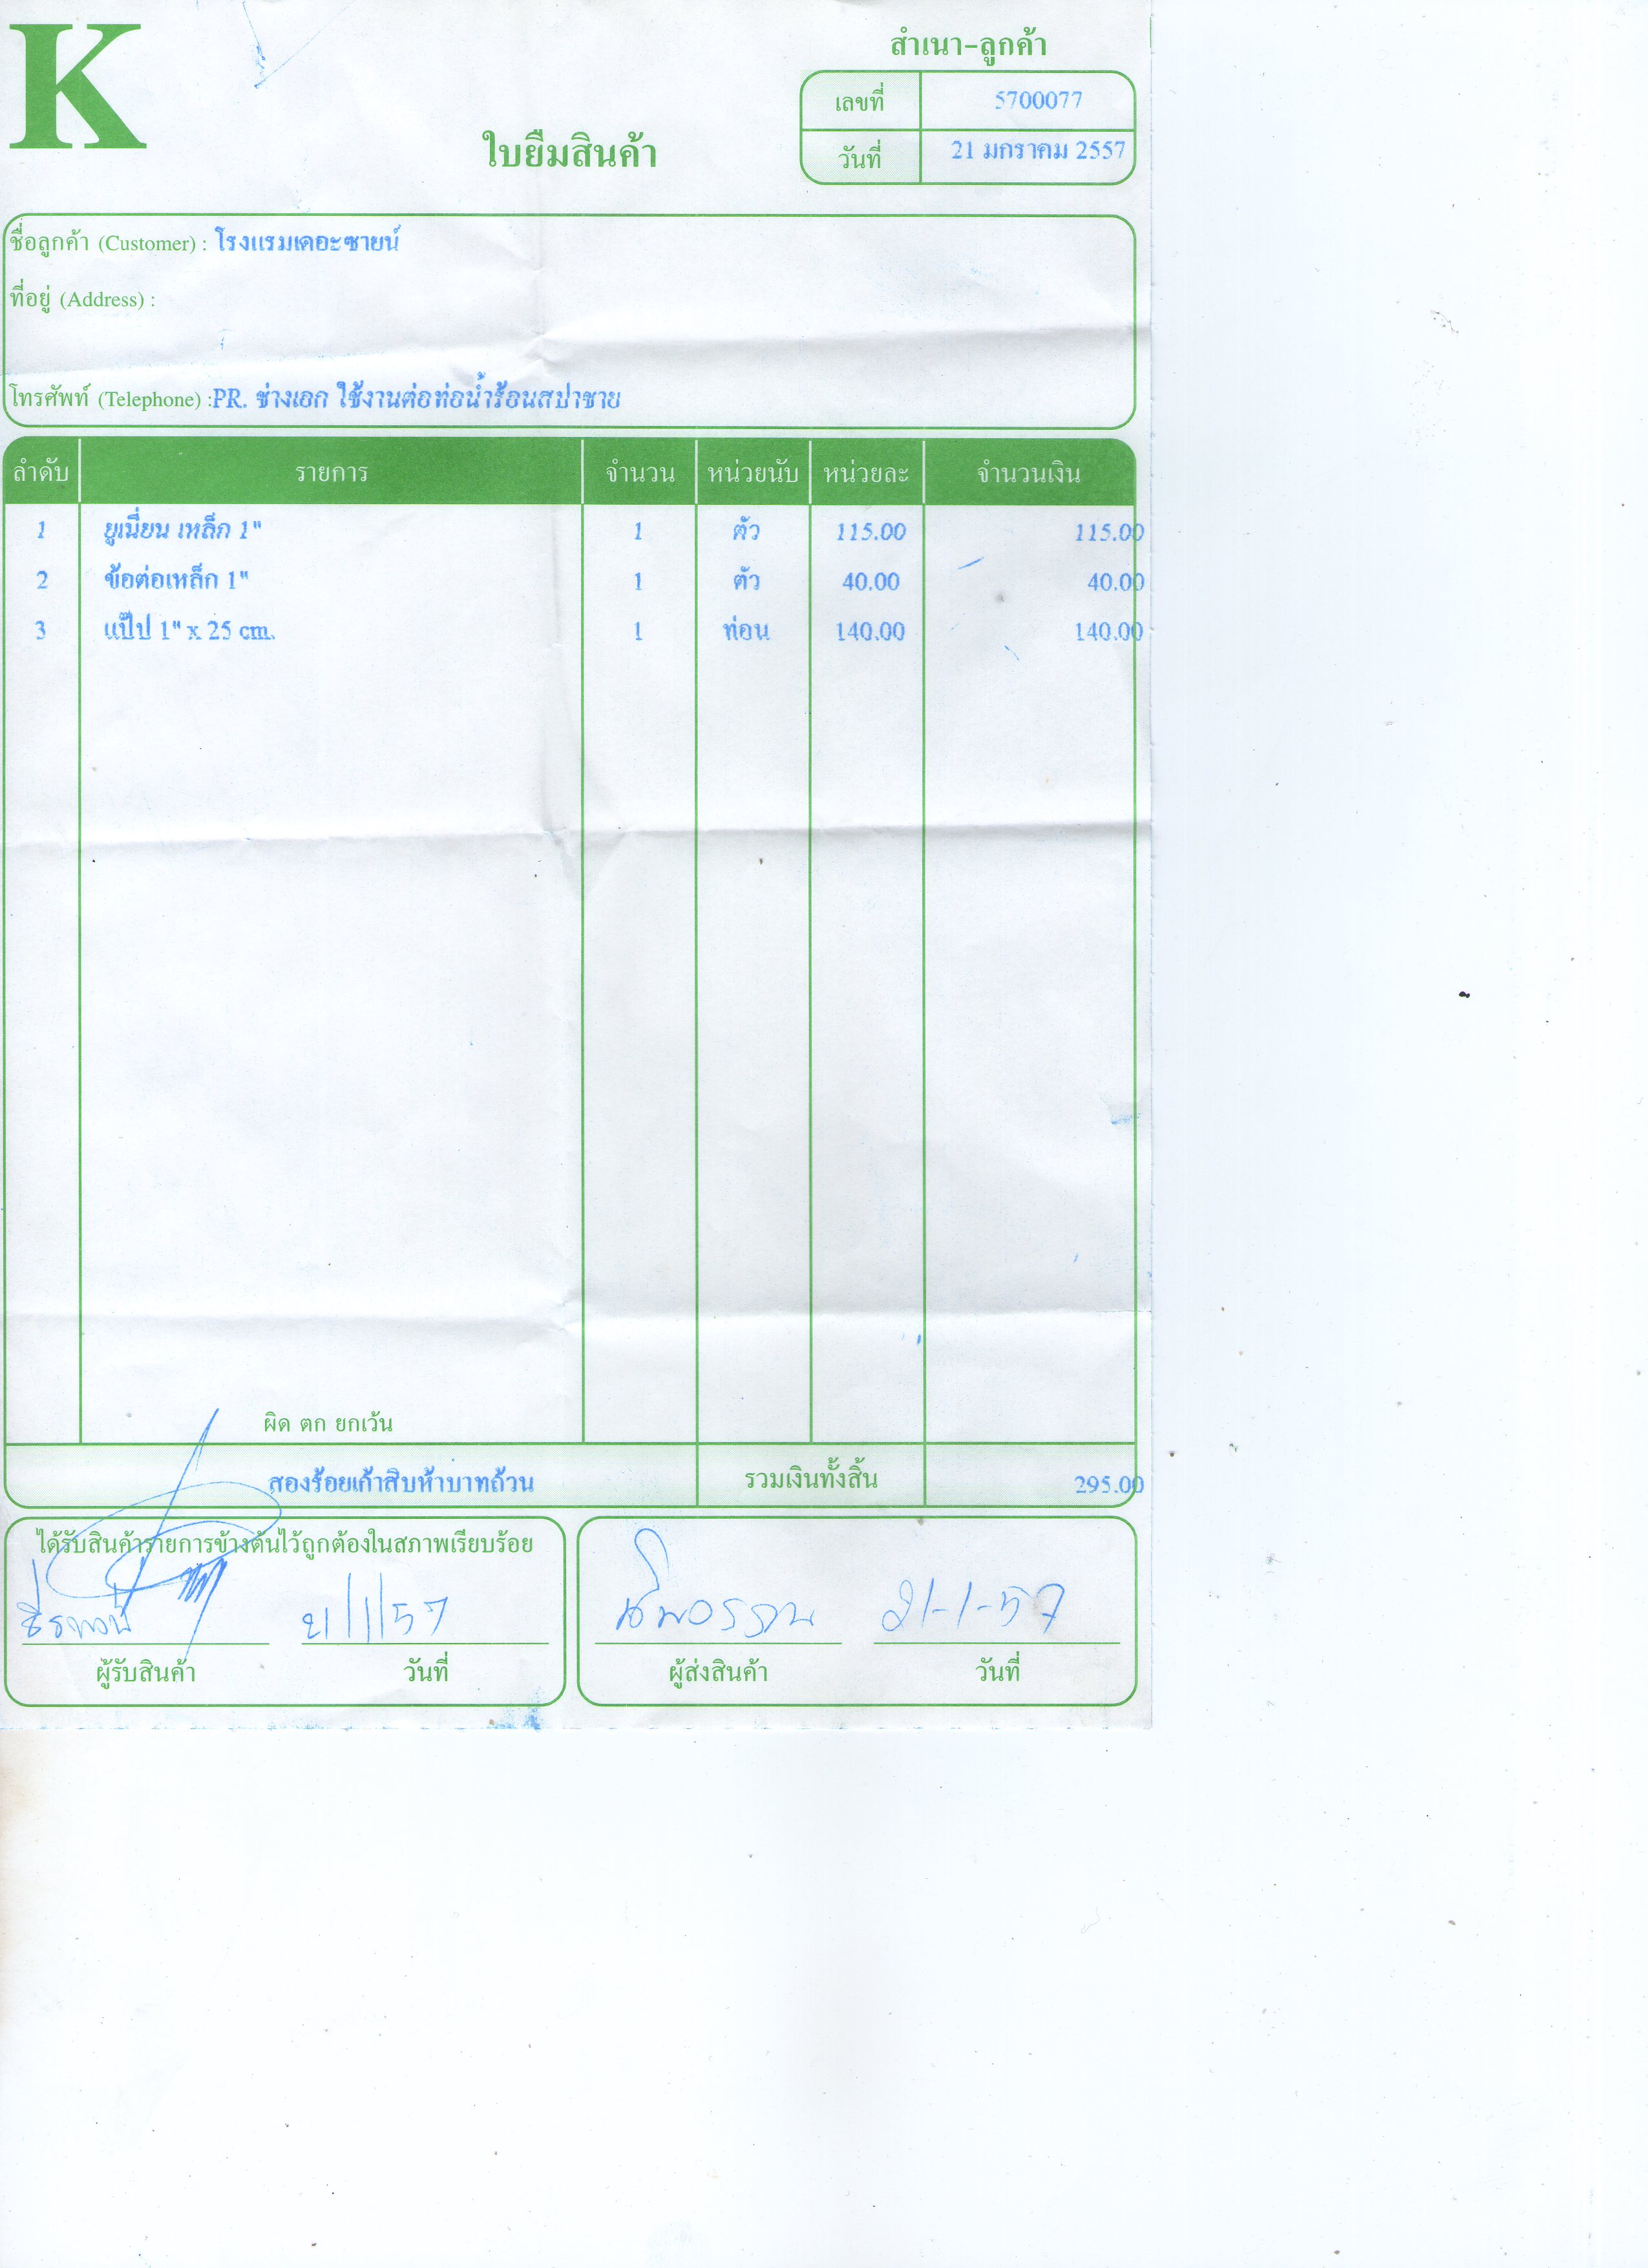 K
สำเนา-ลูกค้า
เลขที่ 5700077
ใบยืมสินค้า
วันที่ 21 มกราคม 2557
ชื่อลูกค้า (Customer) : โรงแรมเดอะซายน์
ที่อยู่ (Address) :
โทรศัพท์ (Telephone) :PR. ช่างเอก ใช้งานต่อท่อน้ำร้อนสปาชาย
ลำดับ รายการ จำนวน หน่วยนับ หน่วยละ จำนวนเงิน
1 ยูเนี่ยน เหล็ก 1" 1 ตัว 115.00 115.00
2 ข้อต่อเหล็ก 1" 1 ตัว 40.00 40.00
3 แป๊ป 1" x 25 cm. 1 ท่อน 140.00 140.00
ผิด ตก ยกเว้น
สองร้อยเก้าสิบห้าบาทถ้วน รวมเงินทั้งสิ้น 295.00
ได้รับสินค้ารายการข้างต้นไว้ถูกต้องในสภาพเรียบร้อย
21/1/57 21-1-57
ผู้รับสินค้า วันที่ ผู้ส่งสินค้า วันที่